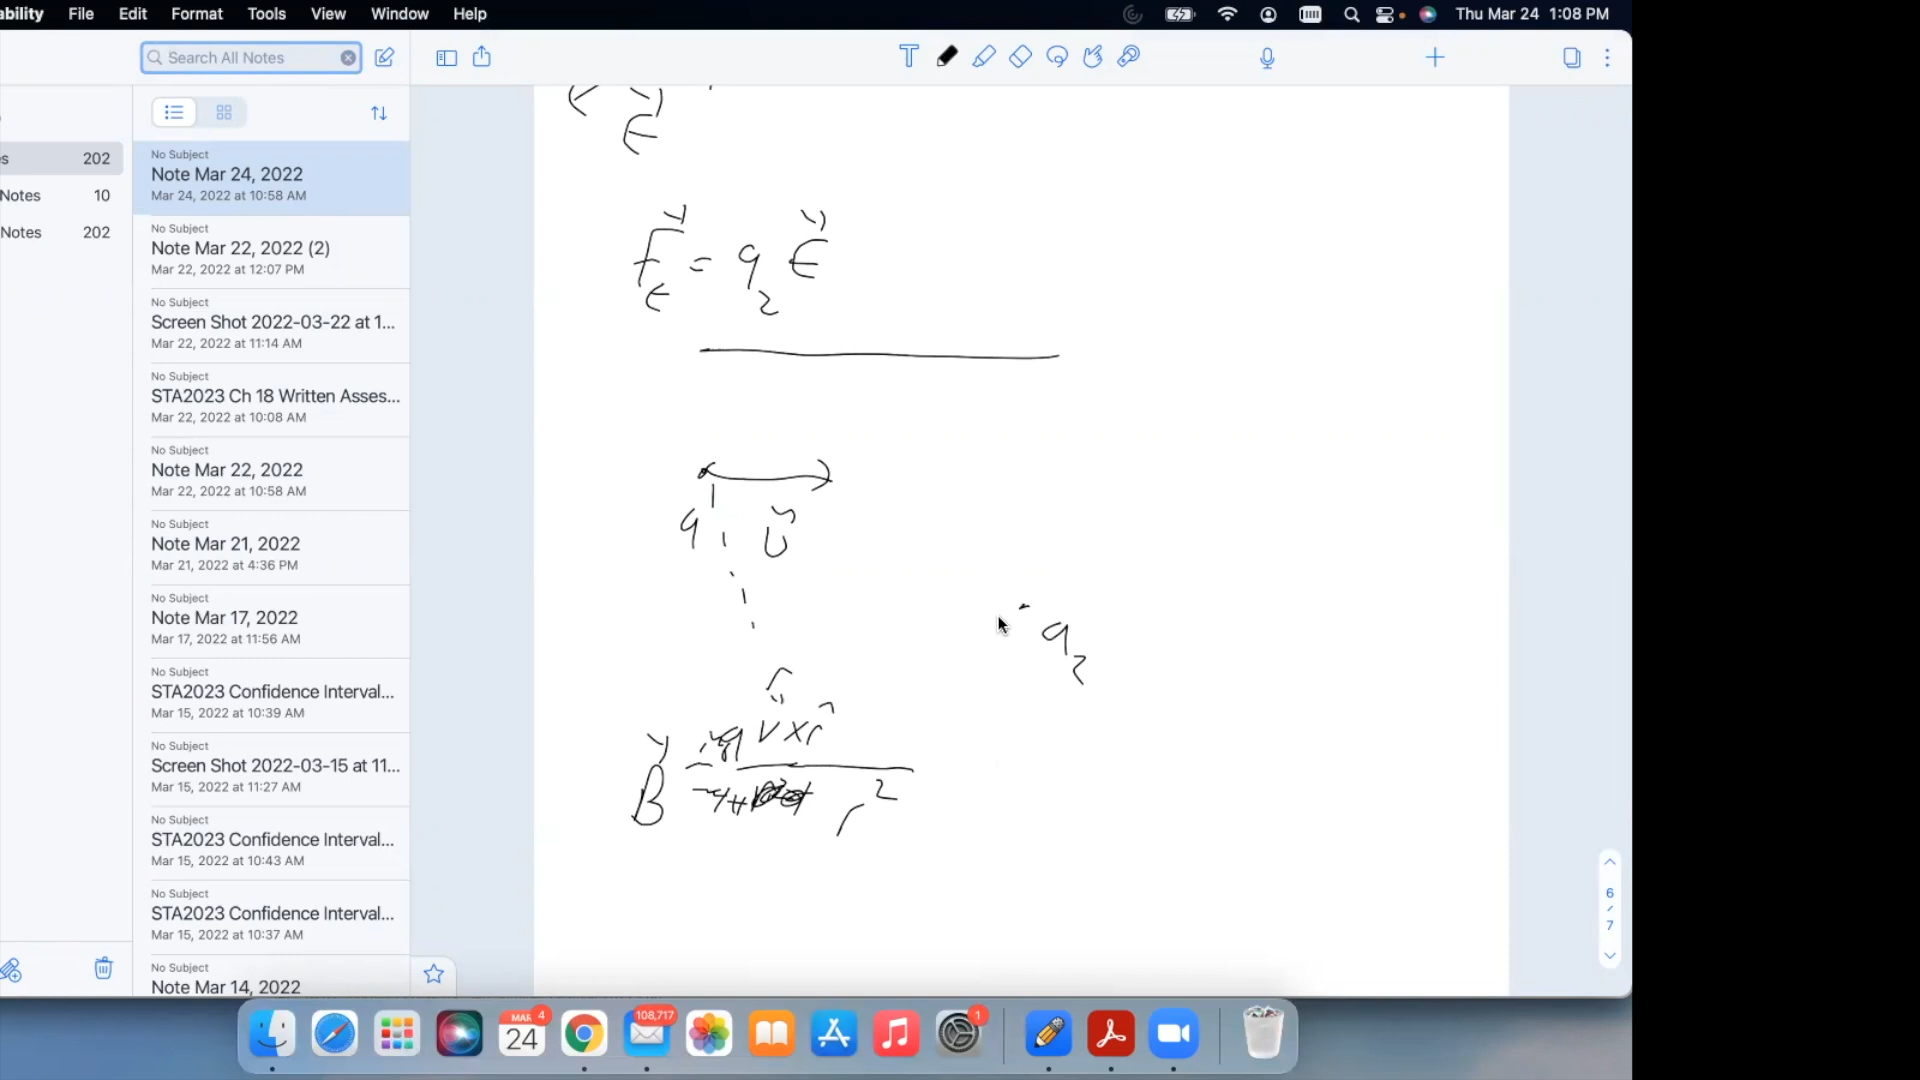 ability File Edit Format Tools View Window Help Thu Mar 24 1:08 PM
Search All Notes
s 202
Notes 10
Notes 202
No Subject
Note Mar 24, 2022
Mar 24, 2022 at 10:58 AM
No Subject
Note Mar 22, 2022 (2)
Mar 22, 2022 at 12:07 PM
No Subject
Screen Shot 2022-03-22 at 1...
Mar 22, 2022 at 11:14 AM
No Subject
STA2023 Ch 18 Written Asses...
Mar 22, 2022 at 10:08 AM
No Subject
Note Mar 22, 2022
Mar 22, 2022 at 10:58 AM
No Subject
Note Mar 21, 2022
Mar 21, 2022 at 4:36 PM
No Subject
Note Mar 17, 2022
Mar 17, 2022 at 11:56 AM
No Subject
STA2023 Confidence Interval...
Mar 15, 2022 at 10:39 AM
No Subject
Screen Shot 2022-03-15 at 11...
Mar 15, 2022 at 11:27 AM
No Subject
STA2023 Confidence Interval...
Mar 15, 2022 at 10:43 AM
No Subject
STA2023 Confidence Interval...
Mar 15, 2022 at 10:37 AM
No Subject
Note Mar 14, 2022
E
F⃗_E = q_2 E⃗
q_1 v⃗
q_2
r
B⃗ q v⃗ × r̂
r^2
6
/
7
MAR 4
24
108,717
1